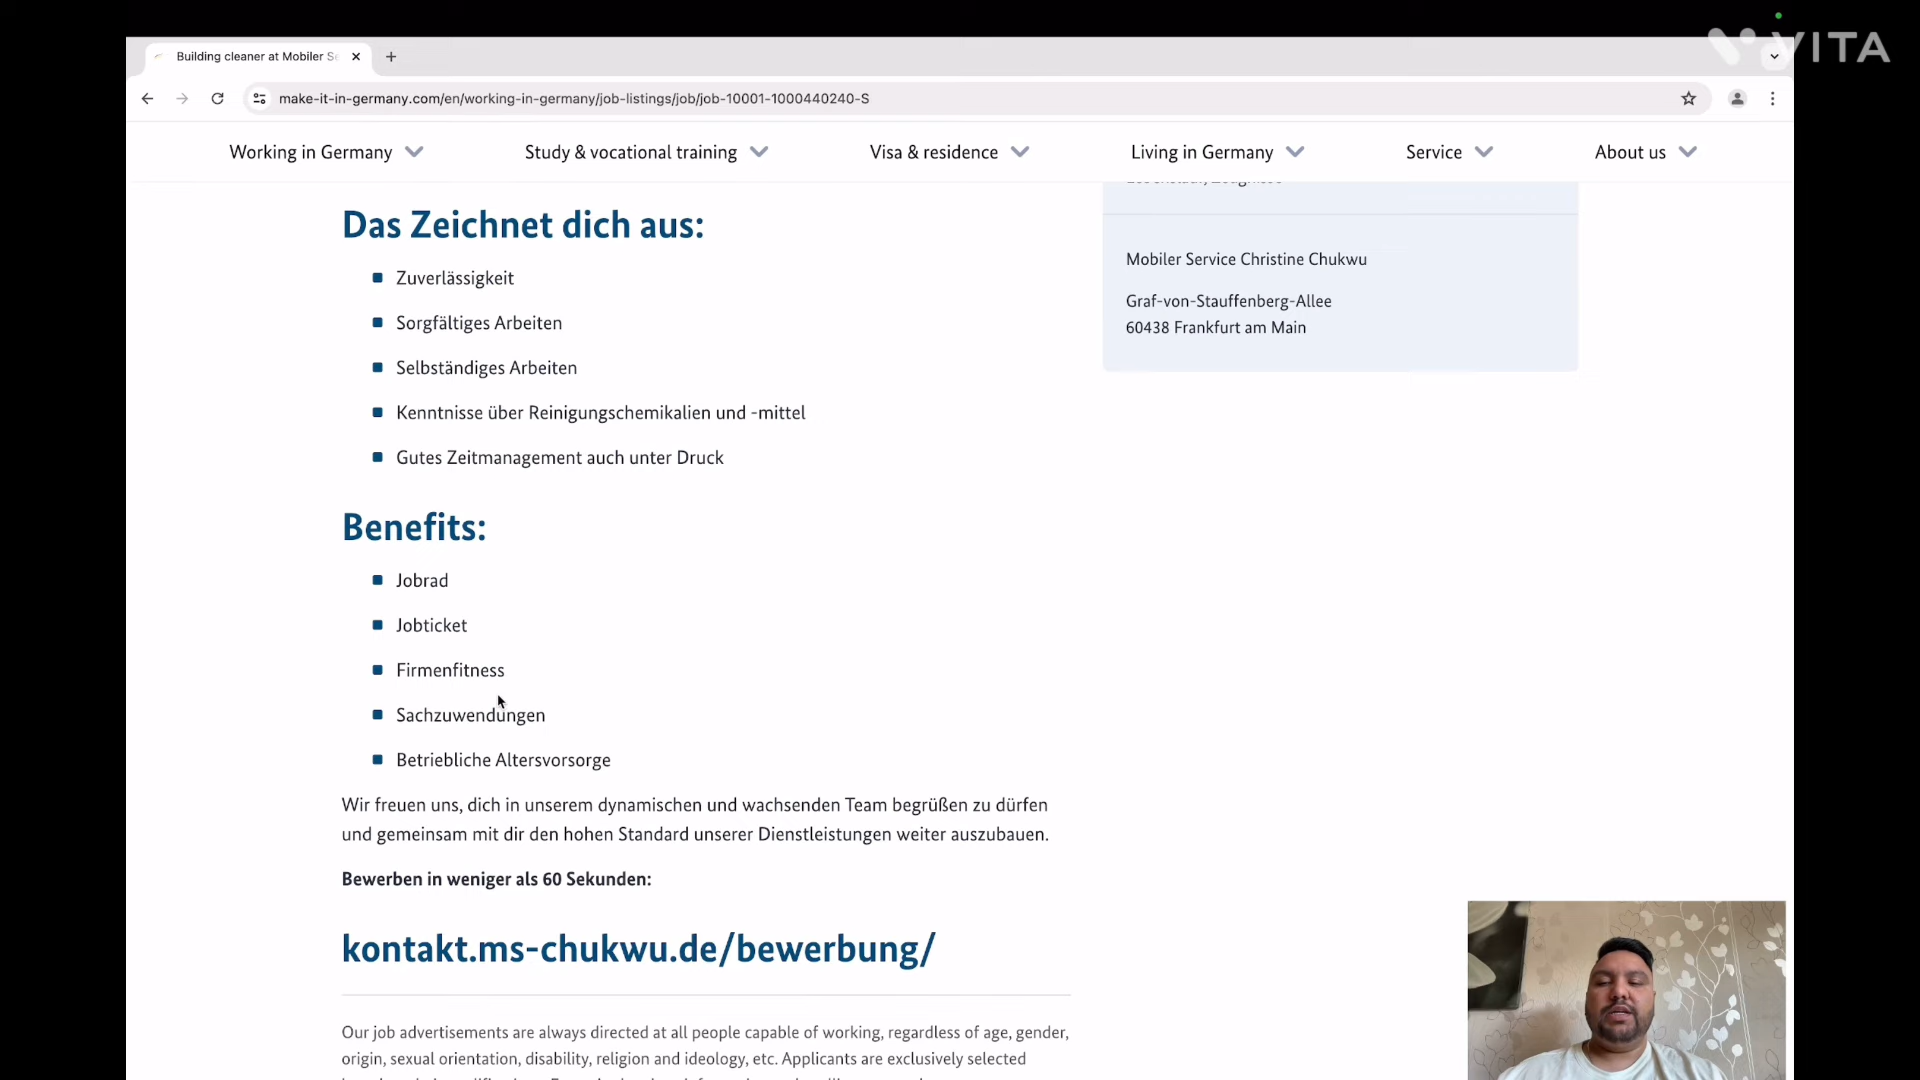 VITA
Building cleaner at Mobiler Se
make-it-in-germany.com/en/working-in-germany/job-listings/job/job-10001-1000440240-S
Working in Germany
Study & vocational training
Visa & residence
Living in Germany
Service
About us
Das Zeichnet dich aus:
Zuverlässigkeit
Sorgfältiges Arbeiten
Selbständiges Arbeiten
Kenntnisse über Reinigungschemikalien und -mittel
Gutes Zeitmanagement auch unter Druck
Benefits:
Jobrad
Jobticket
Firmenfitness
Sachzuwendungen
Betriebliche Altersvorsorge
Wir freuen uns, dich in unserem dynamischen und wachsenden Team begrüßen zu dürfen
und gemeinsam mit dir den hohen Standard unserer Dienstleistungen weiter auszubauen.
Bewerben in weniger als 60 Sekunden:
kontakt.ms-chukwu.de/bewerbung/
Our job advertisements are always directed at all people capable of working, regardless of age, gender,
origin, sexual orientation, disability, religion and ideology, etc. Applicants are exclusively selected
Mobiler Service Christine Chukwu
Graf-von-Stauffenberg-Allee
60438 Frankfurt am Main